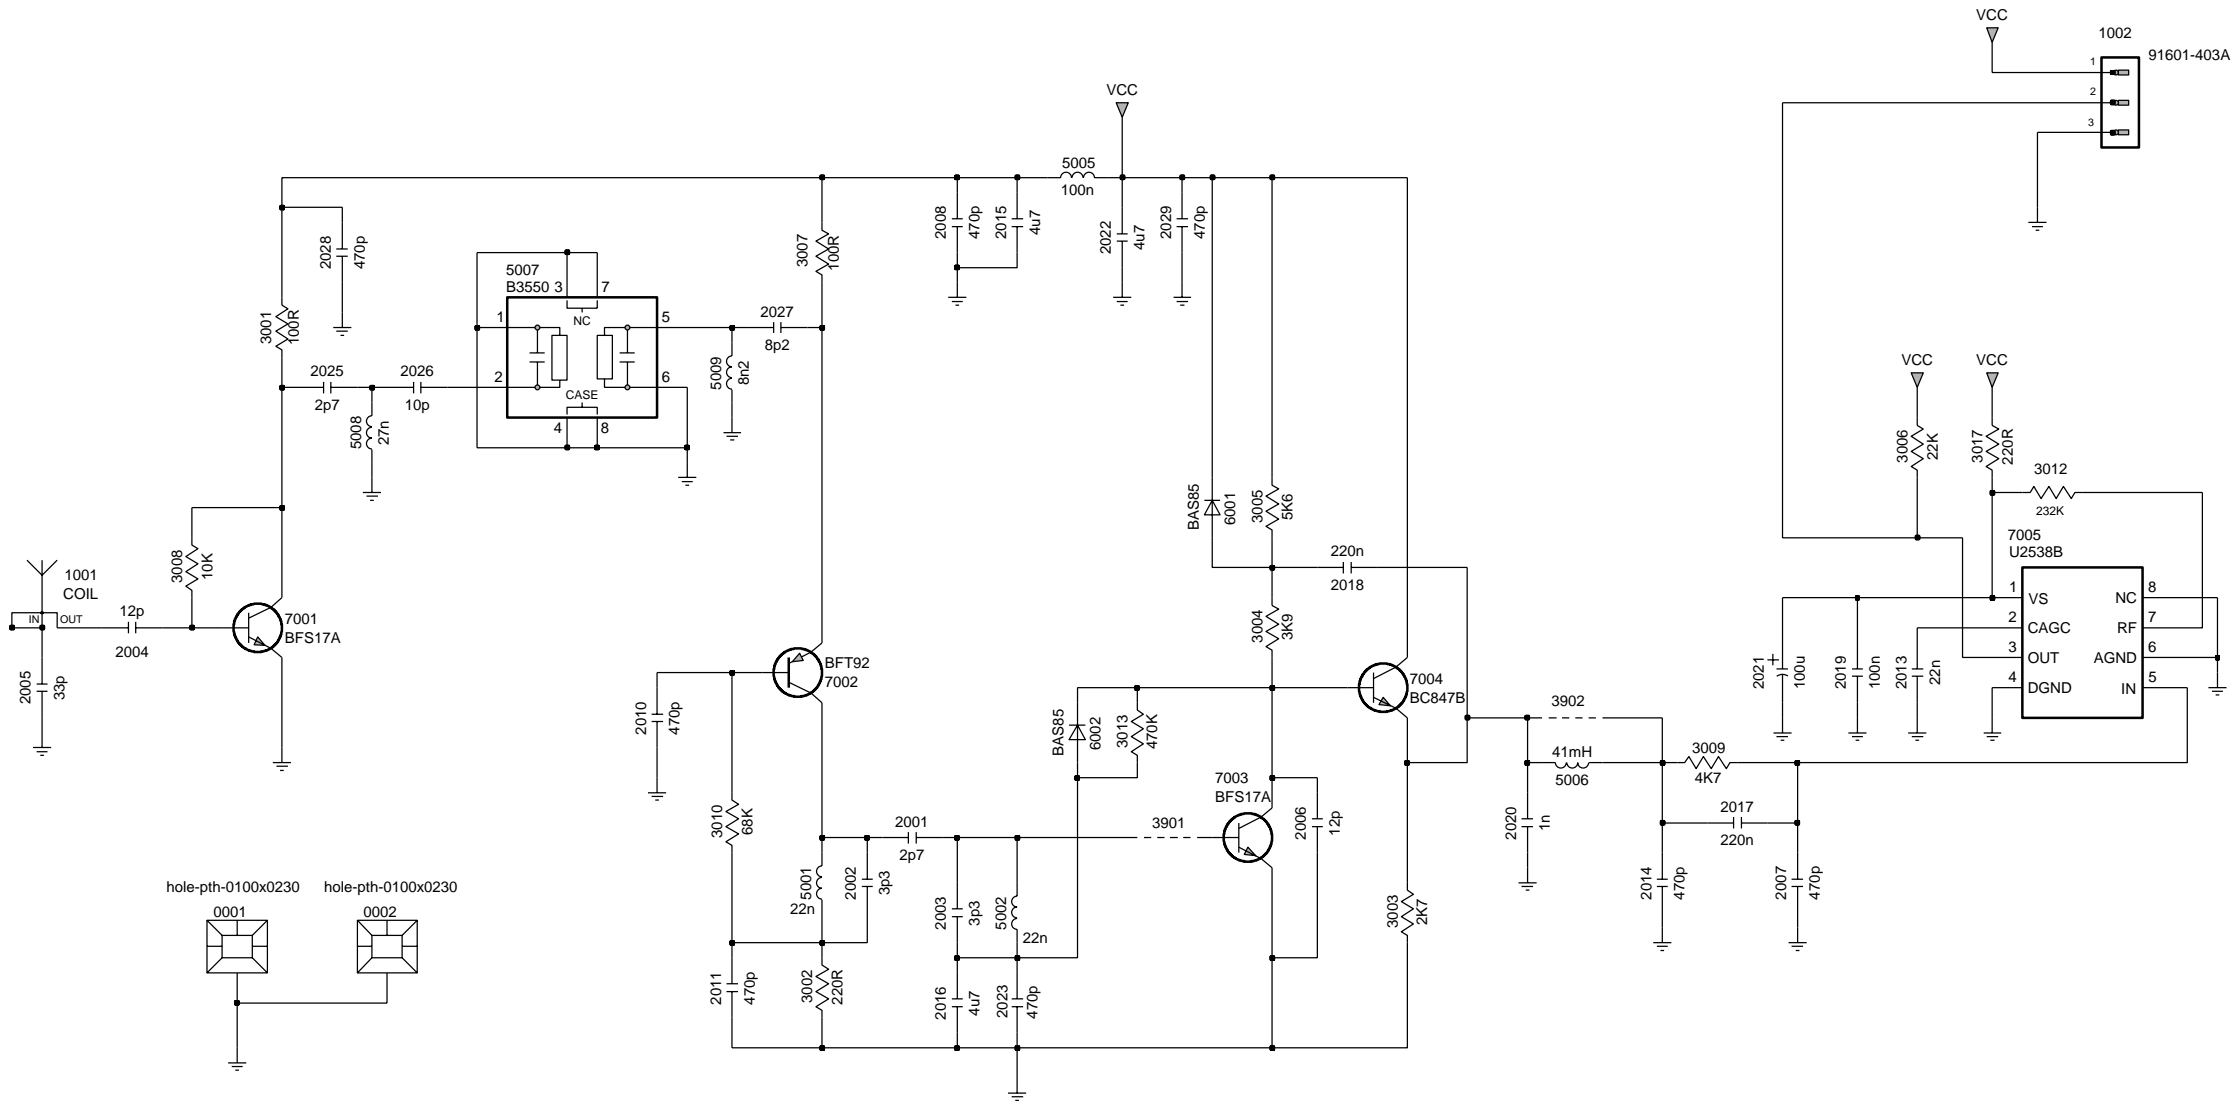 VCC
1002
91601-403A
1
2
3
VCC
5005
100n
2008
470p
2015
4u7
2022
4u7
2029
470p
2028
470p
3007
100R
5007
B3550
3
7
NC
1
5
2
6
CASE
4
8
2027
8p2
5009
8n2
3001
100R
2025
2p7
2026
10p
5008
27n
VCC
VCC
3006
22K
3017
220R
3012
232K
BAS85
6001
3005
5K6
220n
2018
3008
10K
1001
COIL
IN
OUT
12p
2004
7001
BFS17A
2005
33p
3004
3K9
7005
U2538B
1
VS
NC
8
2
CAGC
RF
7
3
OUT
AGND
6
4
DGND
IN
5
2021
+
100u
2019
100n
2013
22n
BFT92
7002
2010
470p
7004
BC847B
BAS85
6002
3013
470K
3902
41mH
5006
3009
4K7
7003
BFS17A
2006
12p
2020
1n
2017
220n
2014
470p
2007
470p
3010
68K
2001
2p7
3901
5001
22n
2002
3p3
2003
3p3
5002
22n
3003
2K7
2011
470p
3002
220R
2016
4u7
2023
470p
hole-pth-0100x0230
hole-pth-0100x0230
0001
0002